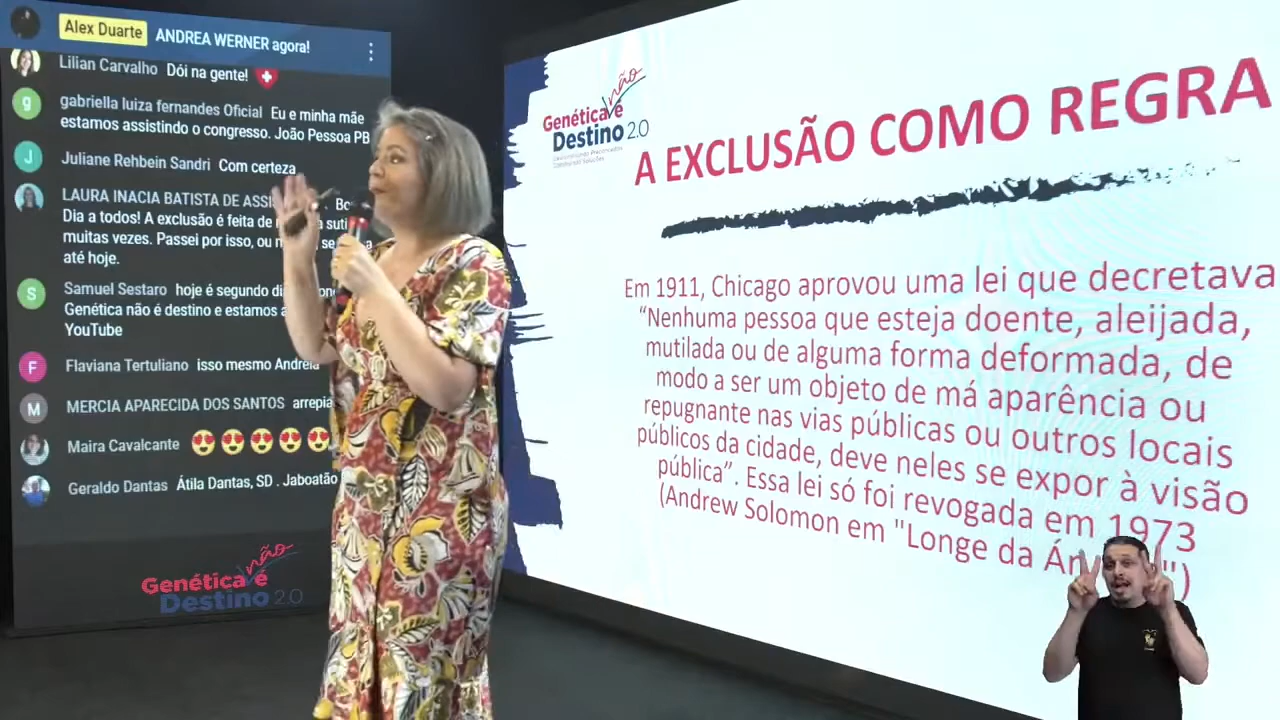 Alex Duarte ANDREA WERNER agora!
Lilian Carvalho Dói na gente!
gabriella luiza fernandes Oficial Eu e minha mãe
estamos assistindo o congresso. João Pessoa PB
Juliane Rehbein Sandri Com certeza
LAURA INACIA BATISTA DE
Dia a todos! A exclusão é feita de
muitas vezes. Passei por isso, ou
até hoje.
Samuel Sestaro hoje é segundo
Genética não é destino e estamos
YouTube
Flaviana Tertuliano isso mesmo Andreia
MERCIA APARECIDA DOS SANTOS
Maira Cavalcante
Geraldo Dantas Átila Dantas, SD . Jaboatão
não
Genética é
Destino 2.0
não
Genética é
Destino 2.0
A EXCLUSÃO COMO REGRA
Em 1911, Chicago aprovou uma lei que decretava
“Nenhuma pessoa que esteja doente, aleijada,
mutilada ou de alguma forma deformada, de
modo a ser um objeto de má aparência ou
repugnante nas vias públicas ou outros locais
públicos da cidade, deve neles se expor à visão
pública”. Essa lei só foi revogada em 1973
(Andrew Solomon em "Longe da ")